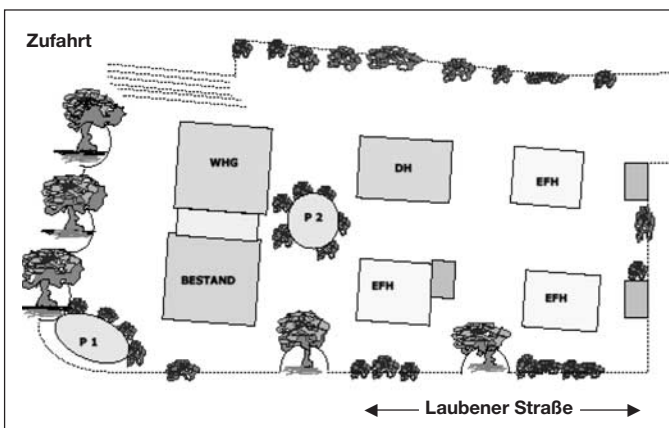 Zufahrt
WHG
DH
EFH
P 2
BESTAND
EFH
EFH
P 1
Laubener Straße